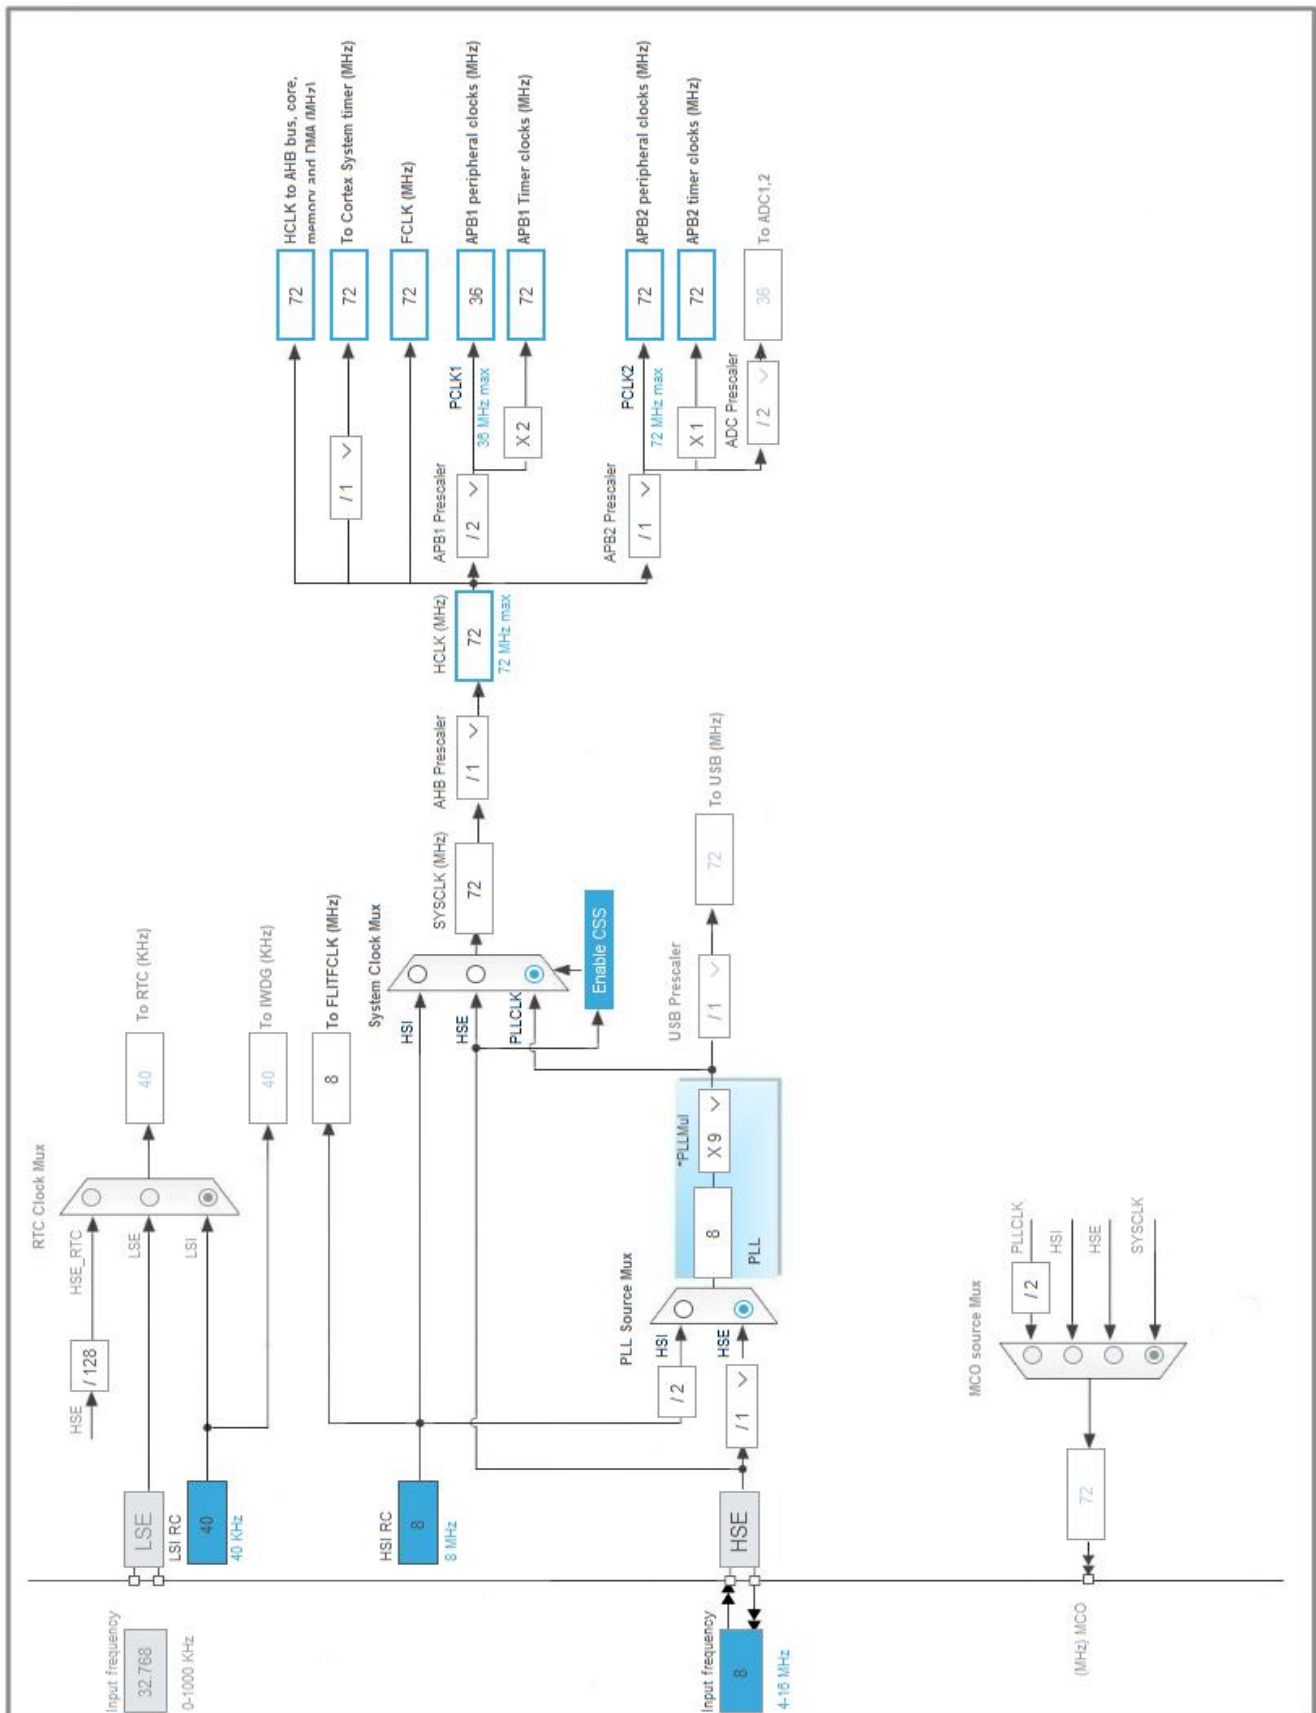 Input frequency
32.768
0-1000 KHz
LSE
LSI RC
40
40 KHz
HSE
/ 128
HSE_RTC
LSE
LSI
RTC Clock Mux
40
To RTC (KHz)
40
To IWDG (KHz)
HSI RC
8
8 MHz
8
To FLITFCLK (MHz)
System Clock Mux
HSI
HSE
PLLCLK
Enable CSS
SYSCLK (MHz)
72
AHB Prescaler
/ 1
HCLK (MHz)
72
72 MHz max
72
HCLK to AHB bus, core,
memory and DMA (MHz)
/ 1
72
To Cortex System timer (MHz)
72
FCLK (MHz)
APB1 Prescaler
/ 2
PCLK1
36 MHz max
36
APB1 peripheral clocks (MHz)
X 2
72
APB1 Timer clocks (MHz)
APB2 Prescaler
/ 1
PCLK2
72 MHz max
72
APB2 peripheral clocks (MHz)
X 1
72
APB2 timer clocks (MHz)
ADC Prescaler
/ 2
36
To ADC1,2
Input frequency
8
4-16 MHz
HSE
PLL Source Mux
/ 2
HSI
/ 1
HSE
8
*PLLMul
X 9
PLL
USB Prescaler
/ 1
72
To USB (MHz)
(MHz) MCO
72
MCO source Mux
/ 2
PLLCLK
HSI
HSE
SYSCLK